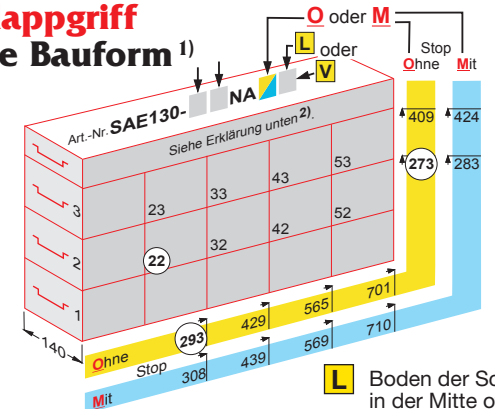 appgriff
e Bauform 1)
O oder M
L oder
V
Stop
Ohne Mit
Art.-Nr. SAE130- NA
Siehe Erklärung unten 2).
409 424
273 283
3 23 33 43 53
2 22 32 42 52
1
140
Ohne 293 429 565 701
Stop
Mit 308 439 569 710
L Boden der Sc
in der Mitte o